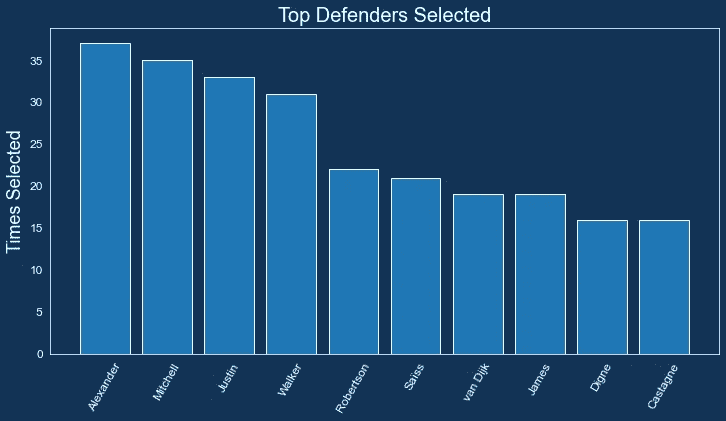 Top Defenders Selected
Times Selected
35
30
25
20
15
10
5
0
Alexander
Mitchell
Justin
Walker
Robertson
Saïss
van Dijk
James
Digne
Castagne